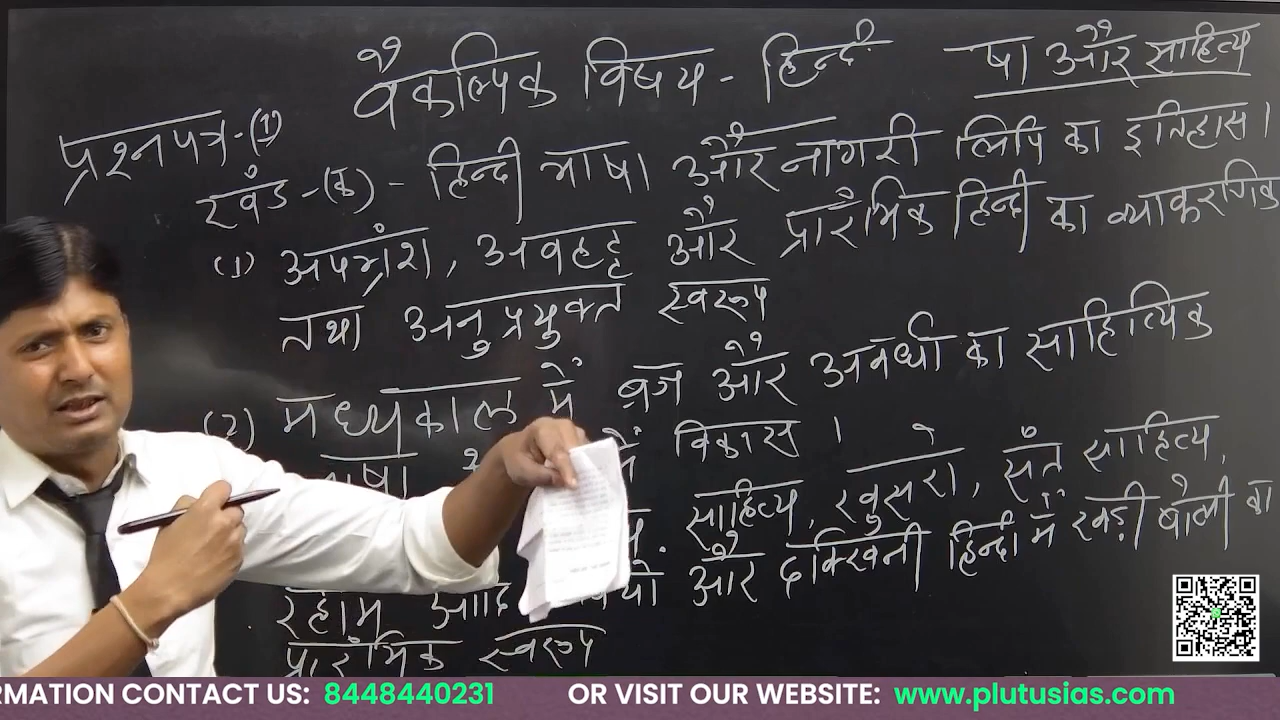 वैकल्पिक विषय - हिन्दी षा और साहित्य
प्रश्नपत्र-(1)
खंड-(क) - हिन्दी भाषा और नागरी लिपि का इतिहास।
(1) अपभ्रंश, अवहट्ट और प्रारंभिक हिन्दी का व्याकरणिक
तथा अनुप्रयुक्त स्वरूप
(2) मध्यकाल में ब्रज और अवधी का साहित्यिक
भाषा में विकास।
साहित्य, खुसरो, संत साहित्य,
रहीम आदि और दक्खिनी हिन्दी में खड़ी बोली का
प्रारंभिक स्वरूप
RMATION CONTACT US: 8448440231 OR VISIT OUR WEBSITE: www.plutusias.com